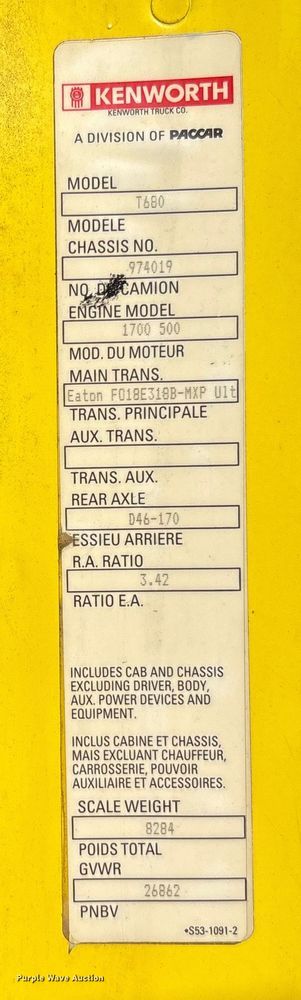 KENWORTH
KENWORTH TRUCK CO.
A DIVISION OF PACCAR
MODEL
T680
MODELE
CHASSIS NO.
974019
NO. DU CAMION
ENGINE MODEL
1700 500
MOD. DU MOTEUR
MAIN TRANS.
Eaton FO18E318B-MXP Ult
TRANS. PRINCIPALE
AUX. TRANS.
TRANS. AUX.
REAR AXLE
D46-170
ESSIEU ARRIERE
R.A. RATIO
3.42
RATIO E.A.
INCLUDES CAB AND CHASSIS
EXCLUDING DRIVER, BODY,
AUX. POWER DEVICES AND
EQUIPMENT.
INCLUS CABINE ET CHASSIS,
MAIS EXCLUANT CHAUFFEUR,
CARROSSERIE, POUVOIR
AUXILIAIRE ET ACCESSOIRES.
SCALE WEIGHT
8284
POIDS TOTAL
GVWR
26862
PNBV
•S53-1091-2
Purple Wave Auction